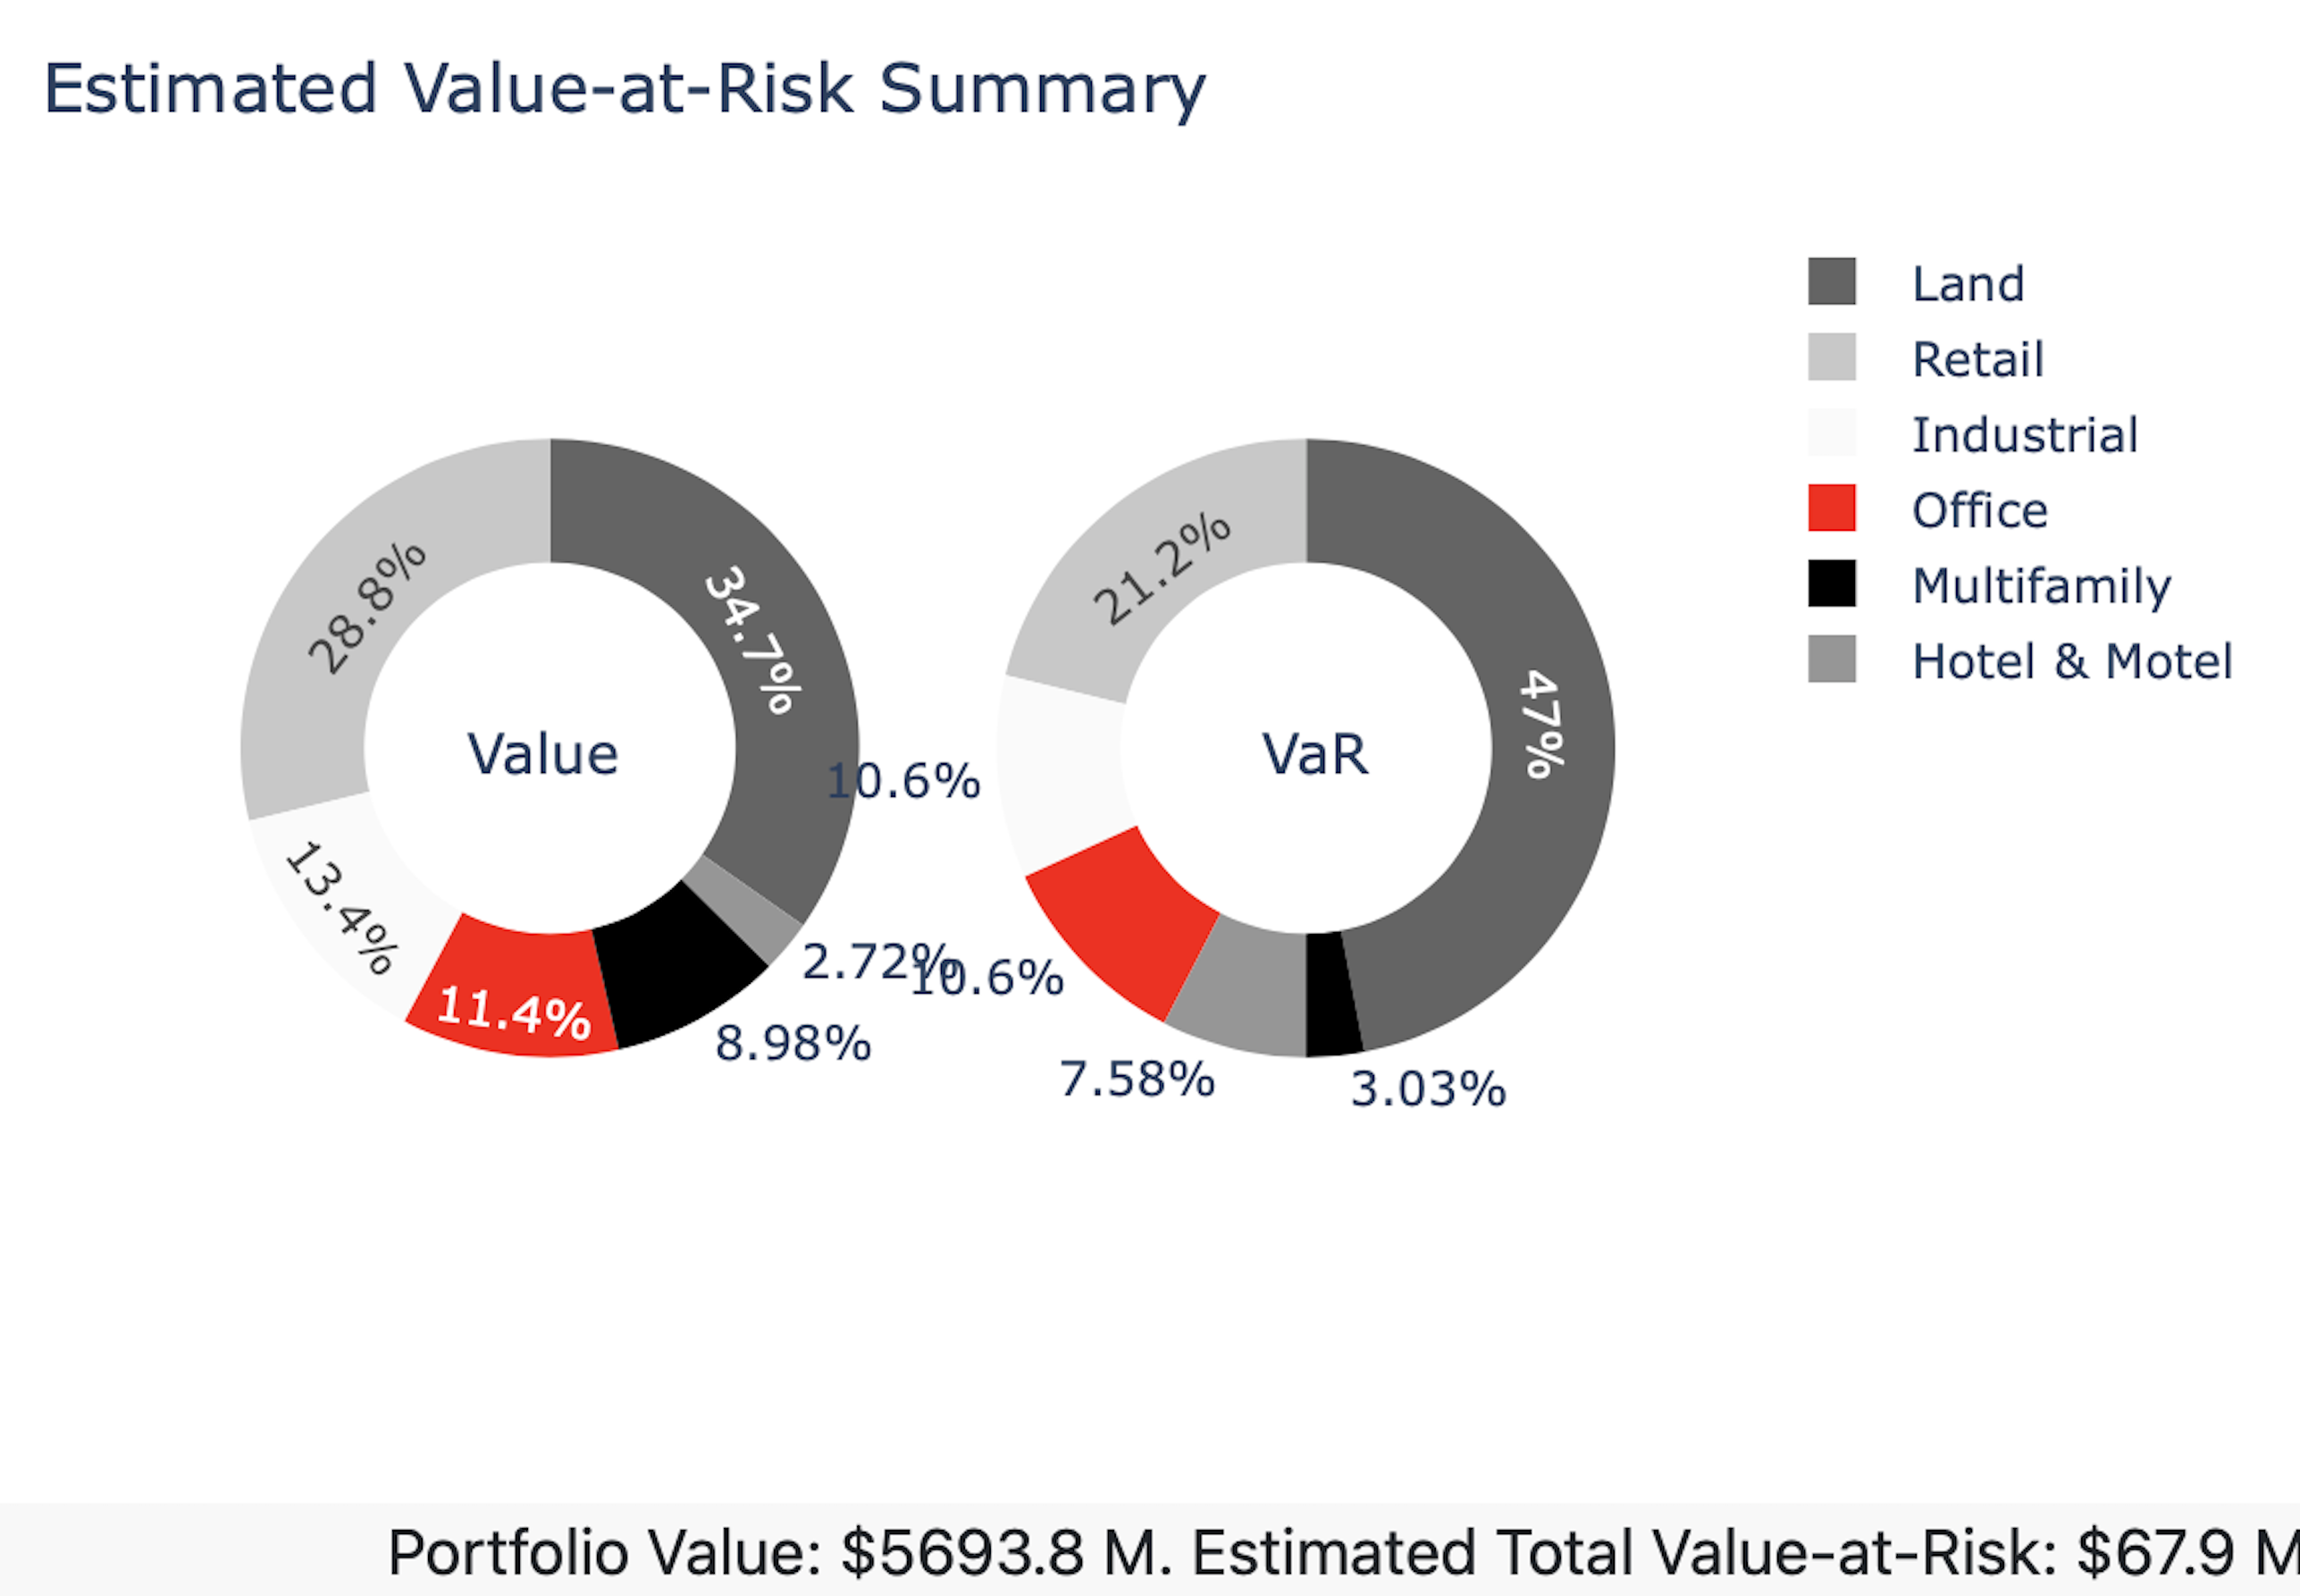 Estimated Value-at-Risk Summary
Land
Retail
Industrial
Office
Multifamily
Hotel & Motel
28.8%
34.7%
21.2%
47%
Value
VaR
10.6%
13.4%
2.72%
10.6%
11.4%
8.98%
7.58%
3.03%
Portfolio Value: $5693.8 M. Estimated Total Value-at-Risk: $67.9 M